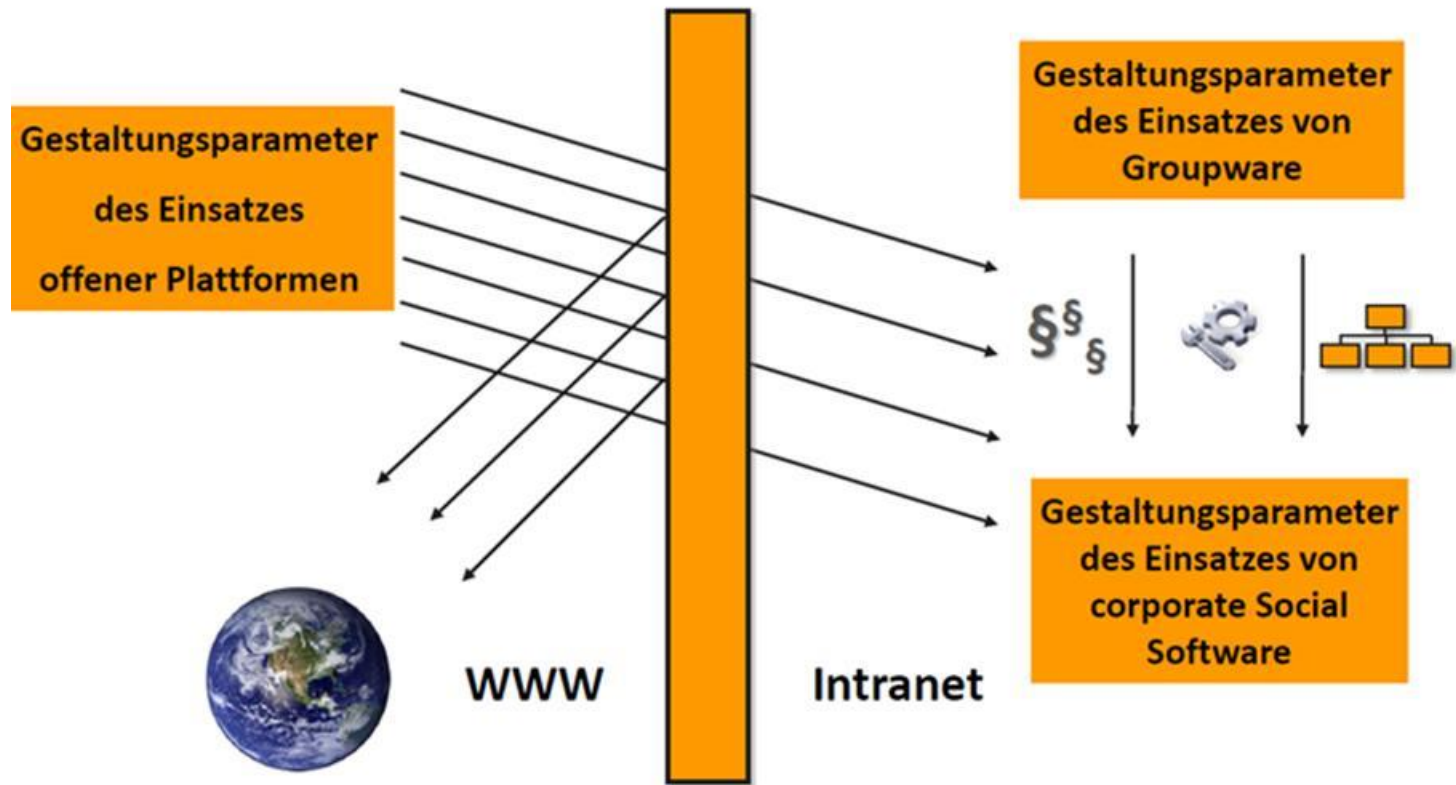 Gestaltungsparameter
des Einsatzes
offener Plattformen
Gestaltungsparameter
des Einsatzes von
Groupware
§ § §
Gestaltungsparameter
des Einsatzes von
corporate Social
Software
WWW
Intranet